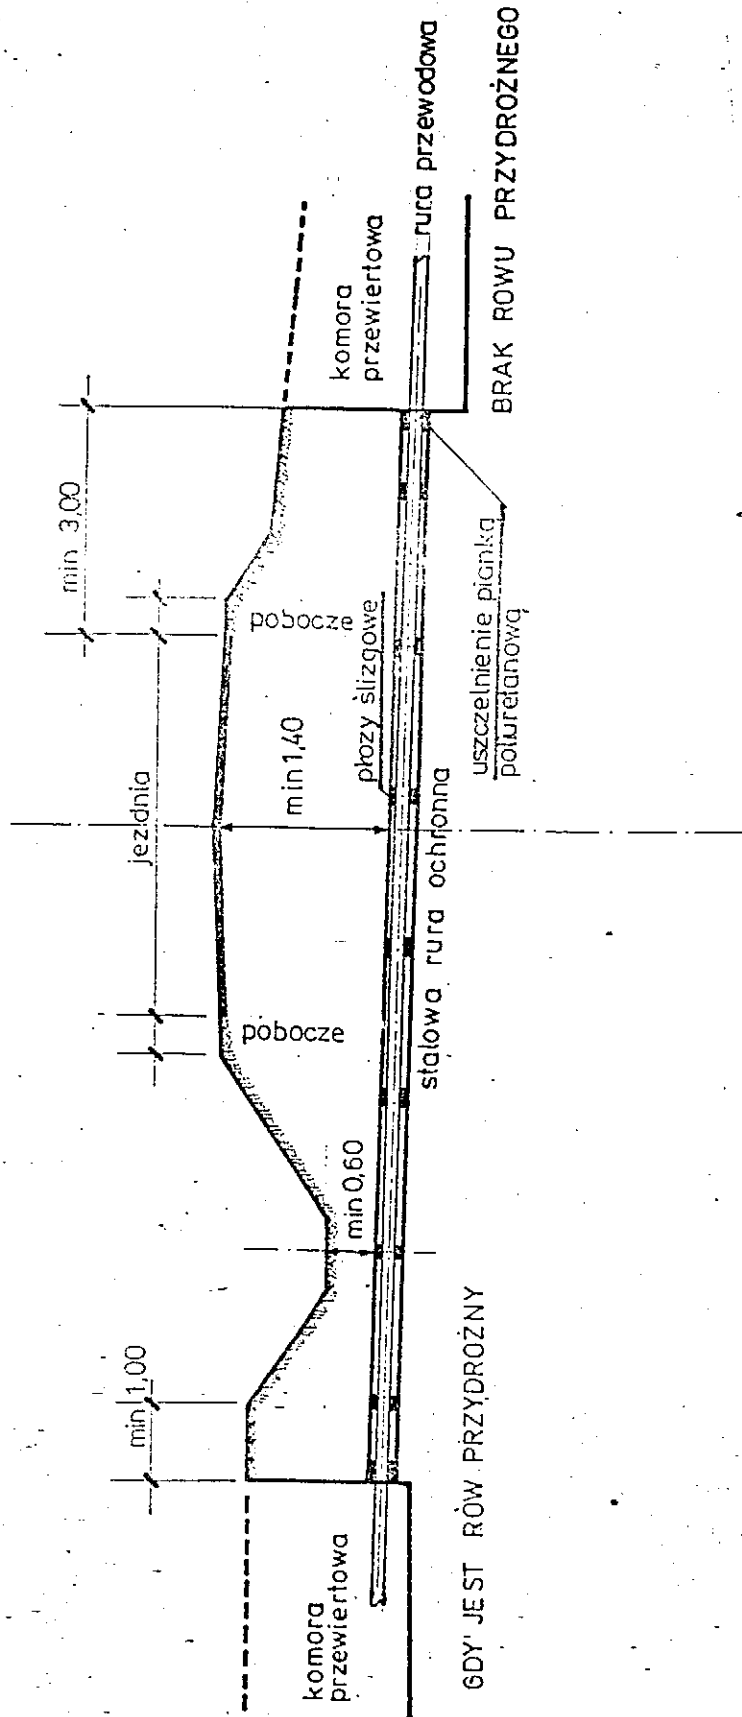 min 3,00
jezdnia
min 1,00
pobocze
pobocze
min 1,40
min 0,60
komora
przewiertowa
komora
przewiertowa
płozy ślizgowe
rura przewodowa
stalowa rura ochronna
uszczelnienie pianką
poliuretanową
GDY' JEST RÓW PRZYDROŻNY
BRAK ROWU PRZYDROŻNEGO